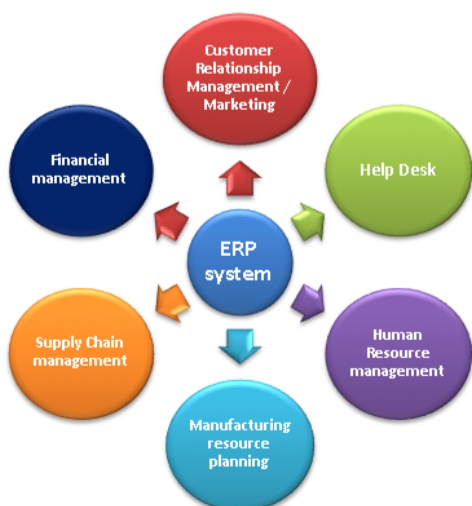 Customer
Relationship
Management /
Marketing
Financial
management
Help Desk
ERP
system
Supply Chain
management
Human
Resource
management
Manufacturing
resource
planning